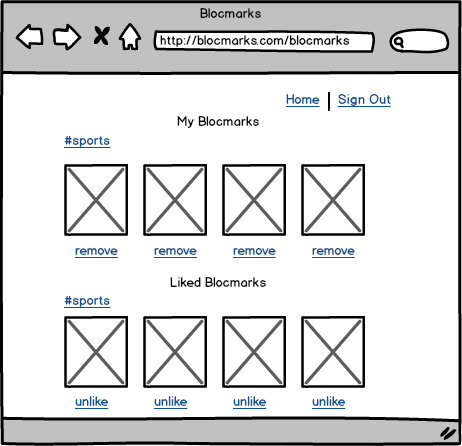 Blocmarks
http://blocmarks.com/blocmarks
Home | Sign Out
My Blocmarks
#sports
remove remove remove remove
Liked Blocmarks
#sports
unlike unlike unlike unlike